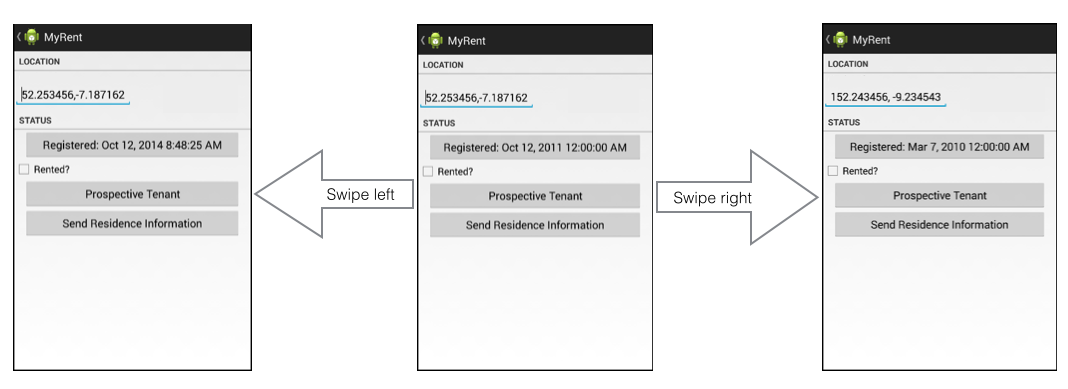 MyRent
LOCATION
52.253456,-7.187162
STATUS
Registered: Oct 12, 2014 8:48:25 AM
Rented?
Prospective Tenant
Send Residence Information
Swipe left
MyRent
LOCATION
52.253456,-7.187162
STATUS
Registered: Oct 12, 2011 12:00:00 AM
Rented?
Prospective Tenant
Send Residence Information
Swipe right
MyRent
LOCATION
152.243456, -9.234543
STATUS
Registered: Mar 7, 2010 12:00:00 AM
Rented?
Prospective Tenant
Send Residence Information